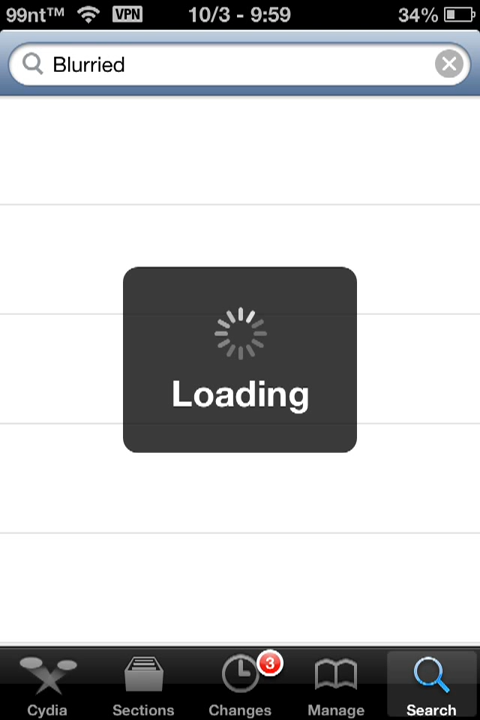 99nt™ VPN 10/3 - 9:59 34%
Blurried
Loading
3
Cydia Sections Changes Manage Search